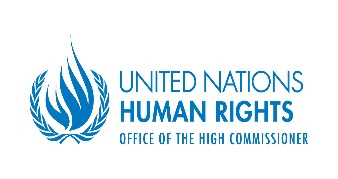 UNITED NATIONS
HUMAN RIGHTS
OFFICE OF THE HIGH COMMISSIONER